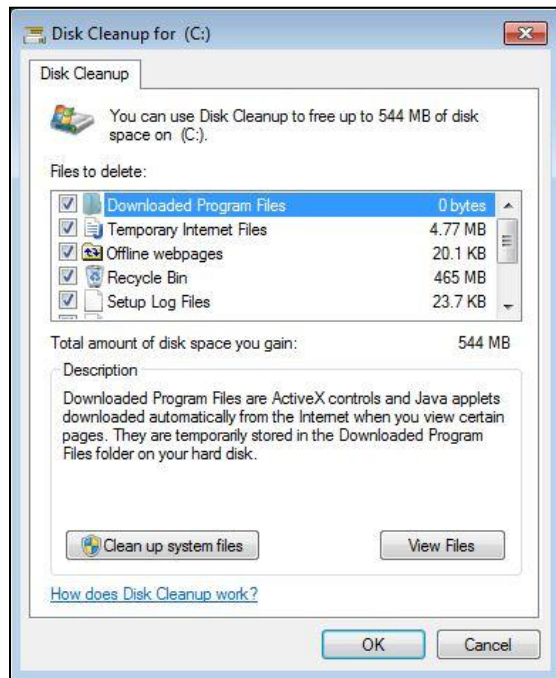 Disk Cleanup for (C:)
Disk Cleanup
You can use Disk Cleanup to free up to 544 MB of disk
space on (C:).
Files to delete:
Downloaded Program Files 0 bytes
Temporary Internet Files 4.77 MB
Offline webpages 20.1 KB
Recycle Bin 465 MB
Setup Log Files 23.7 KB
Total amount of disk space you gain: 544 MB
Description
Downloaded Program Files are ActiveX controls and Java applets
downloaded automatically from the Internet when you view certain
pages. They are temporarily stored in the Downloaded Program
Files folder on your hard disk.
Clean up system files View Files
How does Disk Cleanup work?
OK Cancel